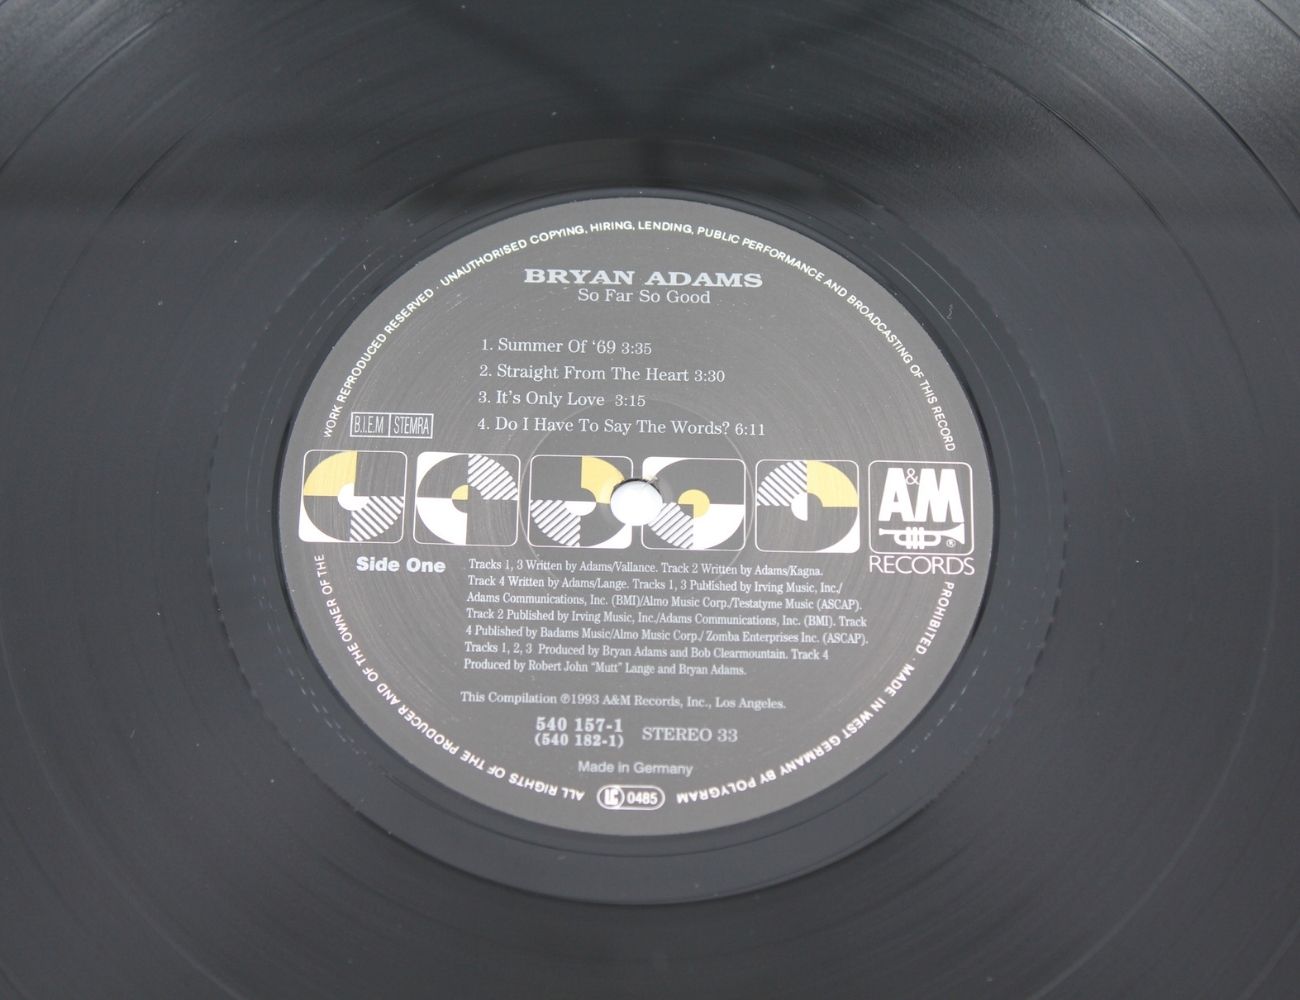 BRYAN ADAMS
So Far So Good
1. Summer Of ‘69 3:35
2. Straight From The Heart 3:30
3. It's Only Love 3:15
4. Do I Have To Say The Words? 6:11
B.I.E.M STEMRA
A&M
®
RECORDS
Side One
Tracks 1, 3 Written by Adams/Vallance. Track 2 Written by Adams/Kagna.
Track 4 Written by Adams/Lange. Tracks 1, 3 Published by Irving Music, Inc./
Adams Communications, Inc. (BMI)/Almo Music Corp./Testatyme Music (ASCAP).
Track 2 Published by Irving Music, Inc./Adams Communications, Inc. (BMI). Track
4 Published by Badams Music/Almo Music Corp./ Zomba Enterprises Inc. (ASCAP).
Tracks 1, 2, 3 Produced by Bryan Adams and Bob Clearmountain. Track 4
Produced by Robert John “Mutt” Lange and Bryan Adams.
This Compilation ℗1993 A&M Records, Inc., Los Angeles.
540 157-1
(540 182-1)
STEREO 33
Made in Germany
LC 0485
ALL RIGHTS OF THE PRODUCER AND OF THE OWNER OF THE WORK REPRODUCED RESERVED · UNAUTHORISED COPYING, HIRING, LENDING, PUBLIC PERFORMANCE AND BROADCASTING OF THIS RECORD PROHIBITED · MADE IN WEST GERMANY BY POLYGRAM